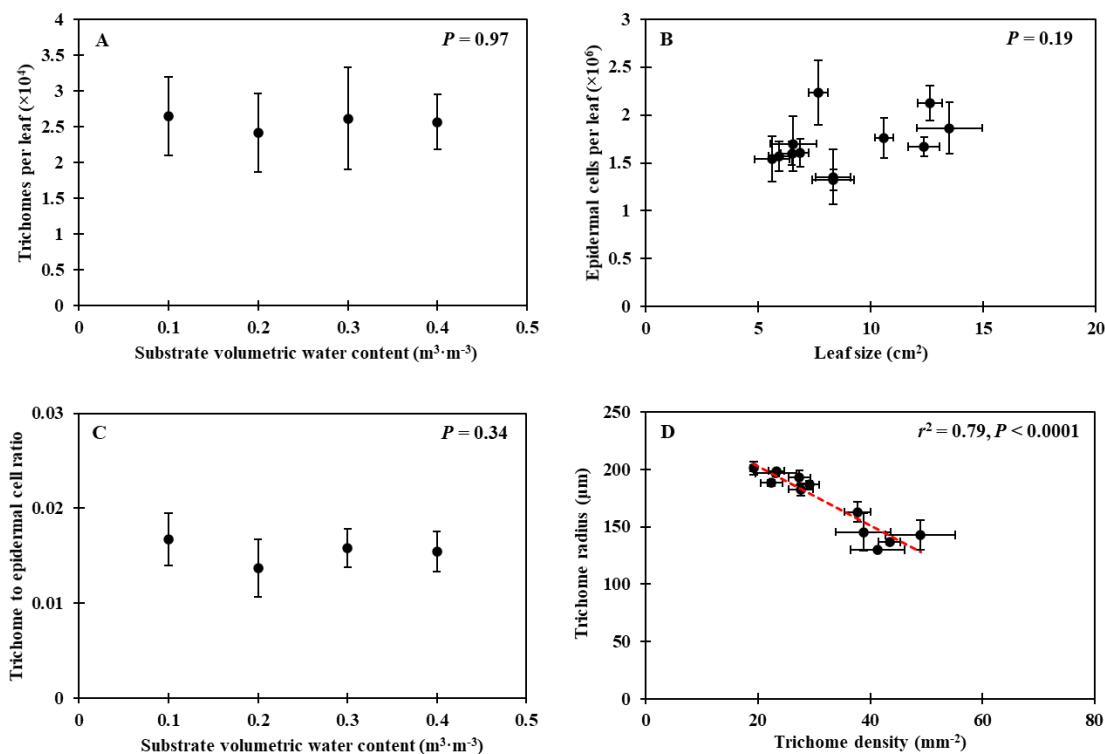 A
P = 0.97
Trichomes per leaf (×10⁴)
4
3.5
3
2.5
2
1.5
1
0.5
0
0 0.1 0.2 0.3 0.4 0.5
Substrate volumetric water content (m³·m⁻³)
B
P = 0.19
Epidermal cells per leaf (×10⁶)
3
2.5
2
1.5
1
0.5
0
0 5 10 15 20
Leaf size (cm²)
C
P = 0.34
Trichome to epidermal cell ratio
0.03
0.02
0.01
0
0 0.1 0.2 0.3 0.4 0.5
Substrate volumetric water content (m³·m⁻³)
D
r² = 0.79, P < 0.0001
Trichome radius (µm)
250
200
150
100
50
0
0 20 40 60 80
Trichome density (mm⁻²)